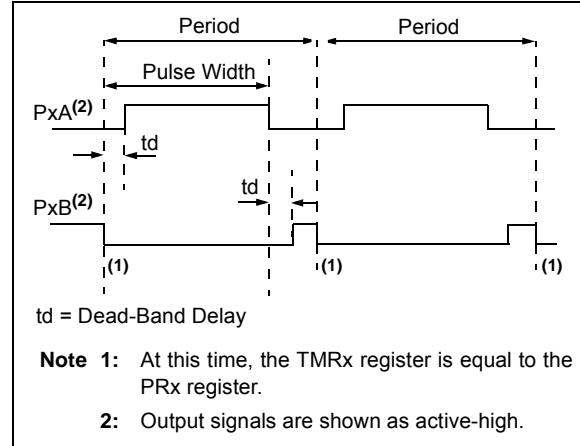 Period Period
Pulse Width
PxA(2)
td
td
PxB(2)
(1) (1) (1)
td = Dead-Band Delay
Note 1: At this time, the TMRx register is equal to the
PRx register.
2: Output signals are shown as active-high.